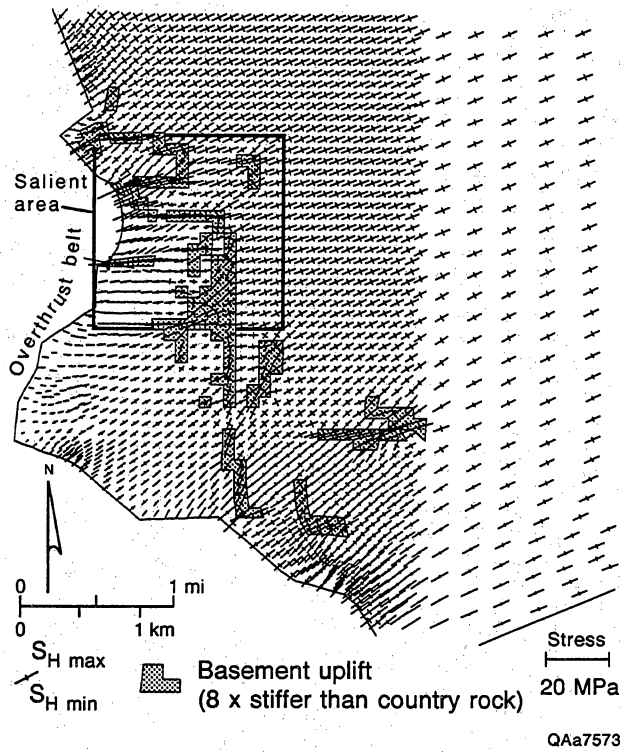 Salient
area
Overthrust belt
N
0 1 mi
0 1 km
S H max
S H min
Basement uplift
(8 x stiffer than country rock)
Stress
20 MPa
QAa7573